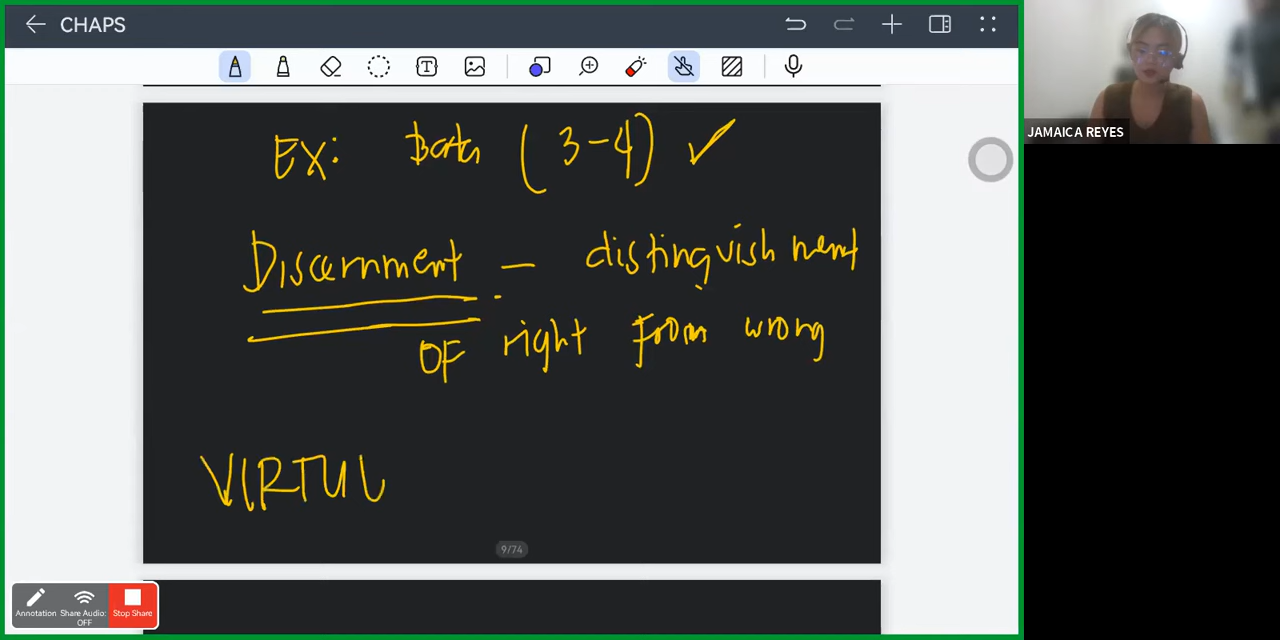 CHAPS
JAMAICA REYES
EX: Bata (3-4) ✓
Discernment - distinguishment
OF right from wrong
VIRTUL
9/74
Annotation Share Audio: OFF Stop Share